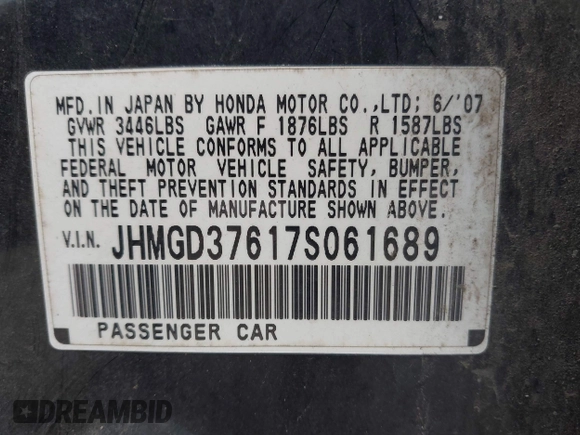 MFD. IN JAPAN BY HONDA MOTOR CO.,LTD; 6/'07
GVWR 3446LBS GAWR F 1876LBS R 1587LBS
THIS VEHICLE CONFORMS TO ALL APPLICABLE
FEDERAL MOTOR VEHICLE SAFETY, BUMPER,
AND THEFT PREVENTION STANDARDS IN EFFECT
ON THE DATE OF MANUFACTURE SHOWN ABOVE.
V.I.N. JHMGD37617S061689
PASSENGER CAR
DREAMBID